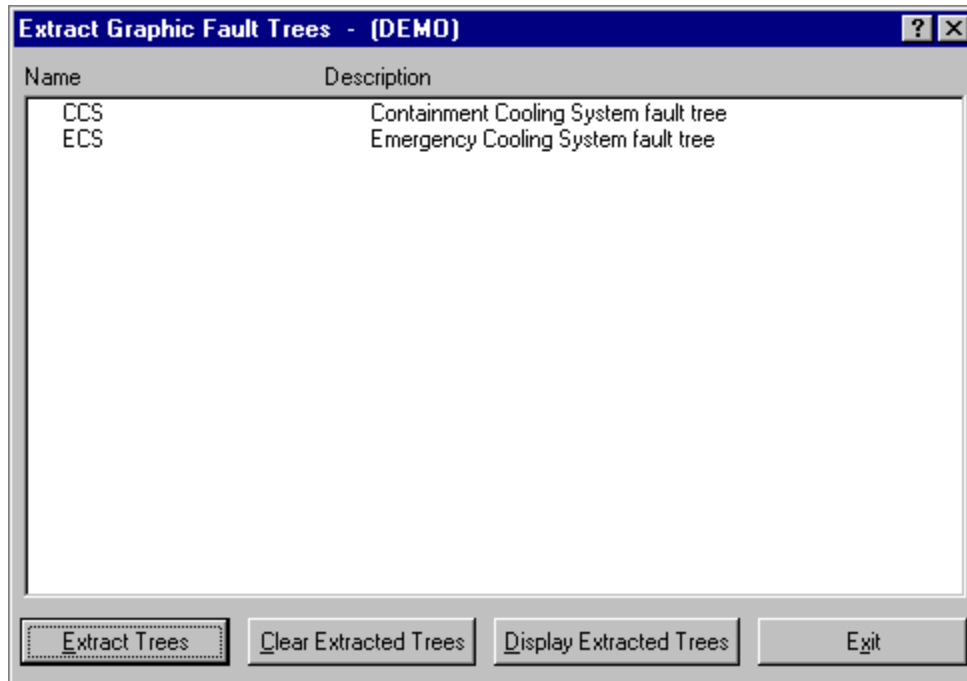 Extract Graphic Fault Trees - (DEMO)
Name Description
CCS Containment Cooling System fault tree
ECS Emergency Cooling System fault tree
Extract Trees Clear Extracted Trees Display Extracted Trees Exit